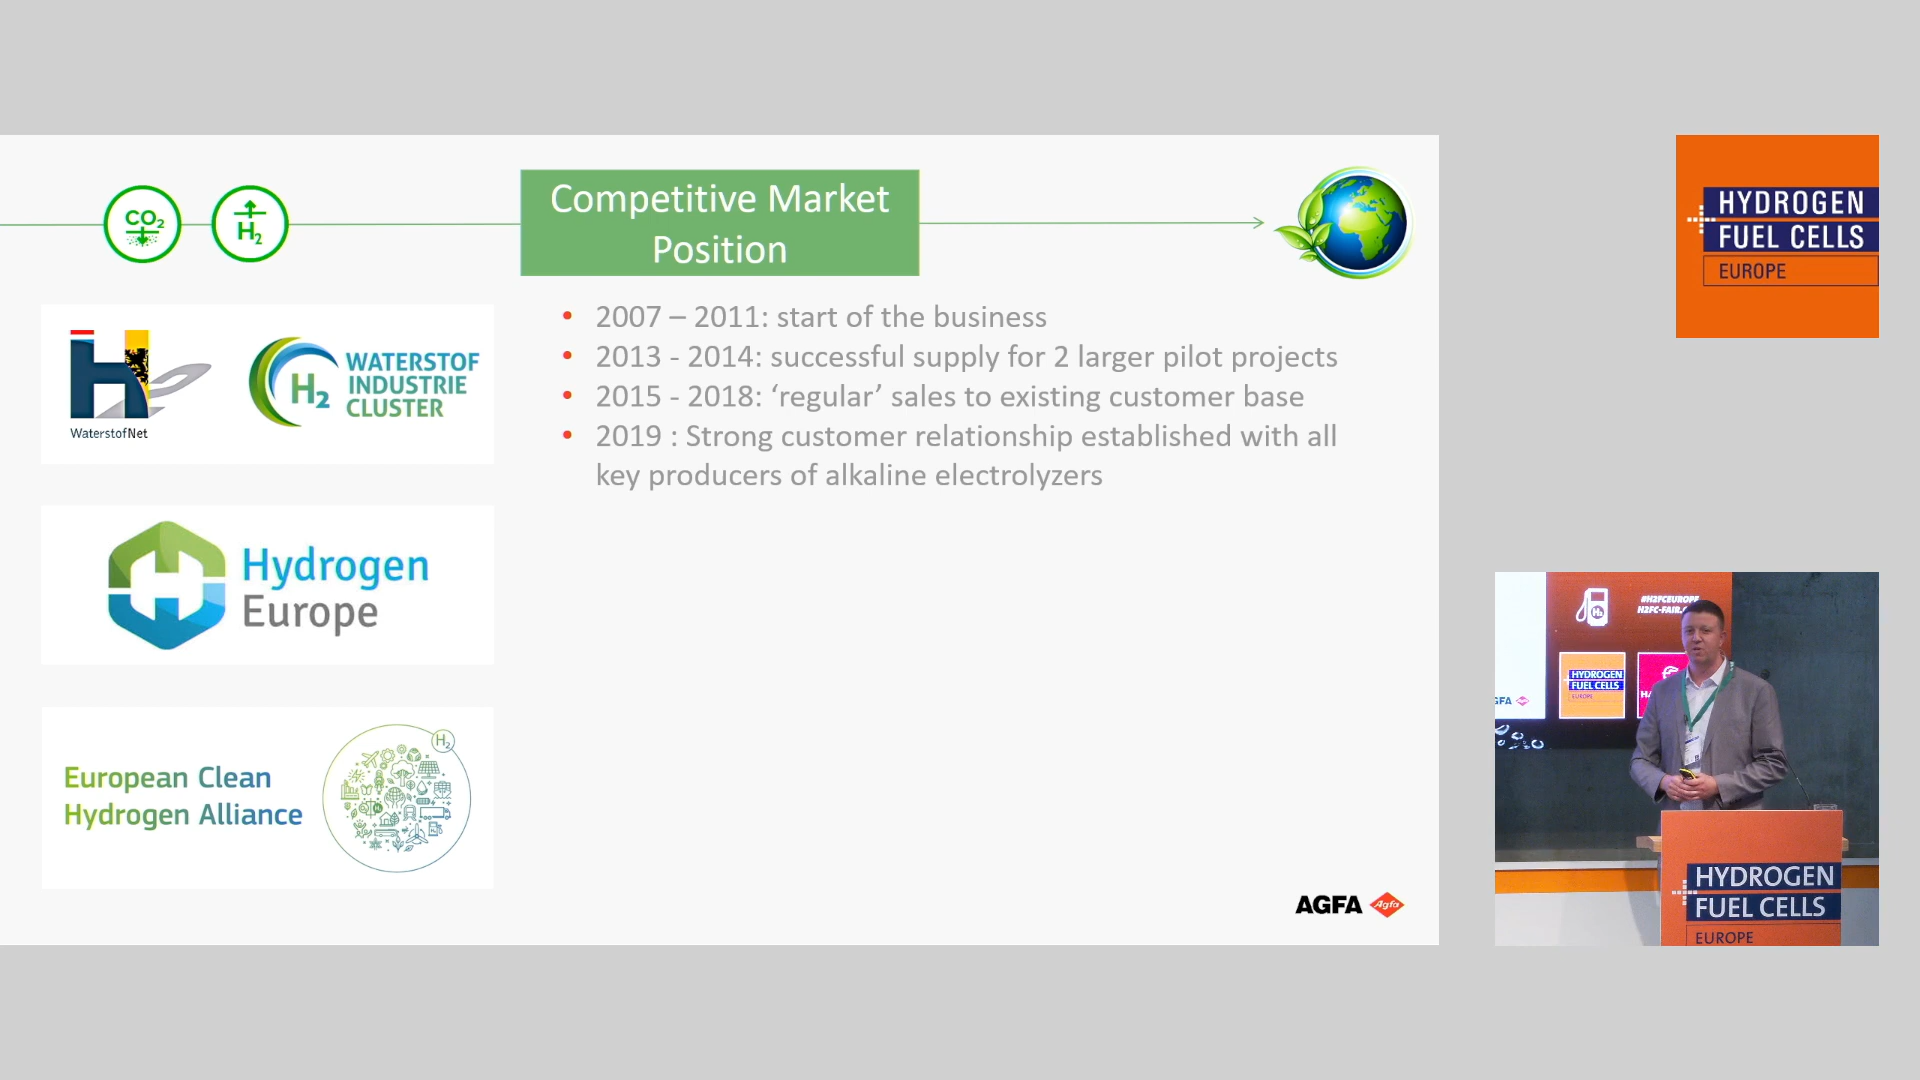 CO2
H2
Competitive Market
Position
WaterstofNet
H2
WATERSTOF
INDUSTRIE
CLUSTER
Hydrogen
Europe
European Clean
Hydrogen Alliance
H2
• 2007 – 2011: start of the business
• 2013 - 2014: successful supply for 2 larger pilot projects
• 2015 - 2018: ‘regular’ sales to existing customer base
• 2019 : Strong customer relationship established with all
key producers of alkaline electrolyzers
AGFA
Agfa
HYDROGEN
FUEL CELLS
EUROPE
#H2FCEUROPE
HYDROGEN
FUEL CELLS
EUROPE
HYDROGEN
FUEL CELLS
EUROPE